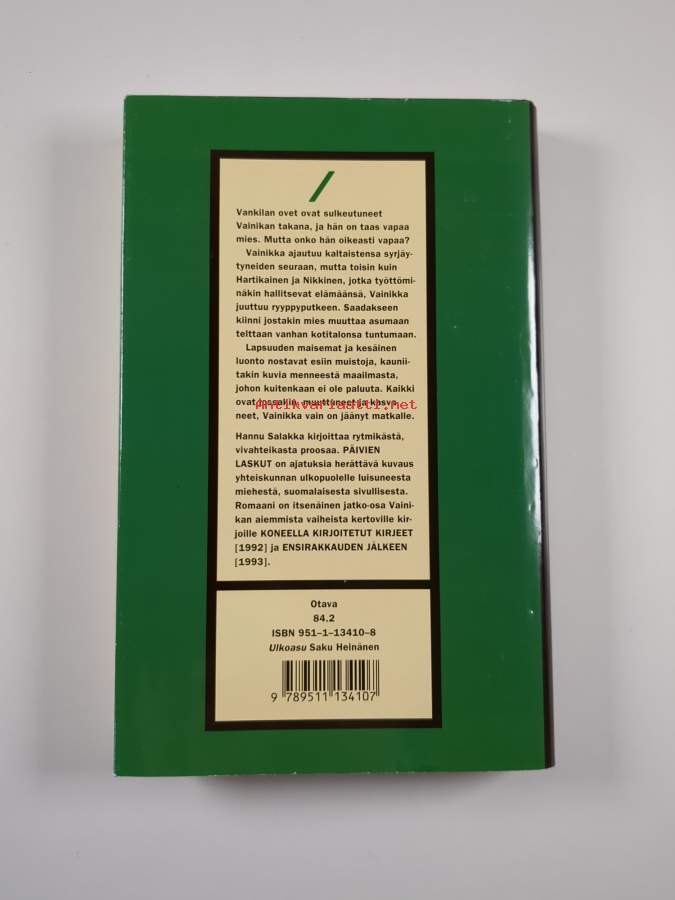 /
Vankilan ovet ovat sulkeutuneet
Vainikan takana, ja hän on taas vapaa
mies. Mutta onko hän oikeasti vapaa?
Vainikka ajautuu kaltaistensa syrjäy-
tyneiden seuraan, mutta toisin kuin
Hartikainen ja Nikkinen, jotka työttömi-
näkin hallitsevat elämäänsä, Vainikka
juuttuu ryyppyputkeen. Saadakseen
kiinni jostakin mies muuttaa asumaan
telttaan vanhan kotitalonsa tuntumaan.
Lapsuuden maisemat ja kesäinen
luonto nostavat esiin muistoja, kaunii-
takin kuvia menneestä maailmasta,
johon kuitenkaan ei ole paluuta. Kaikki
ovat muuttuneet ja kasva-
Antikvariaatti.net
neet, Vainikka vain on jäänyt matkalle.
Hannu Salakka kirjoittaa rytmikästä,
vivahteikasta proosaa. PÄIVIEN
LASKUT on ajatuksia herättävä kuvaus
yhteiskunnan ulkopuolelle luisuneesta
miehestä, suomalaisesta sivullisesta.
Romaani on itsenäinen jatko-osa Vaini-
kan aiemmista vaiheista kertoville kir-
joille KONEELLA KIRJOITETUT KIRJEET
[1992] ja ENSIRAKKAUDEN JÄLKEEN
[1993].
Otava
84.2
ISBN 951–1–13410–8
Ulkoasu Saku Heinänen
9 789511 134107